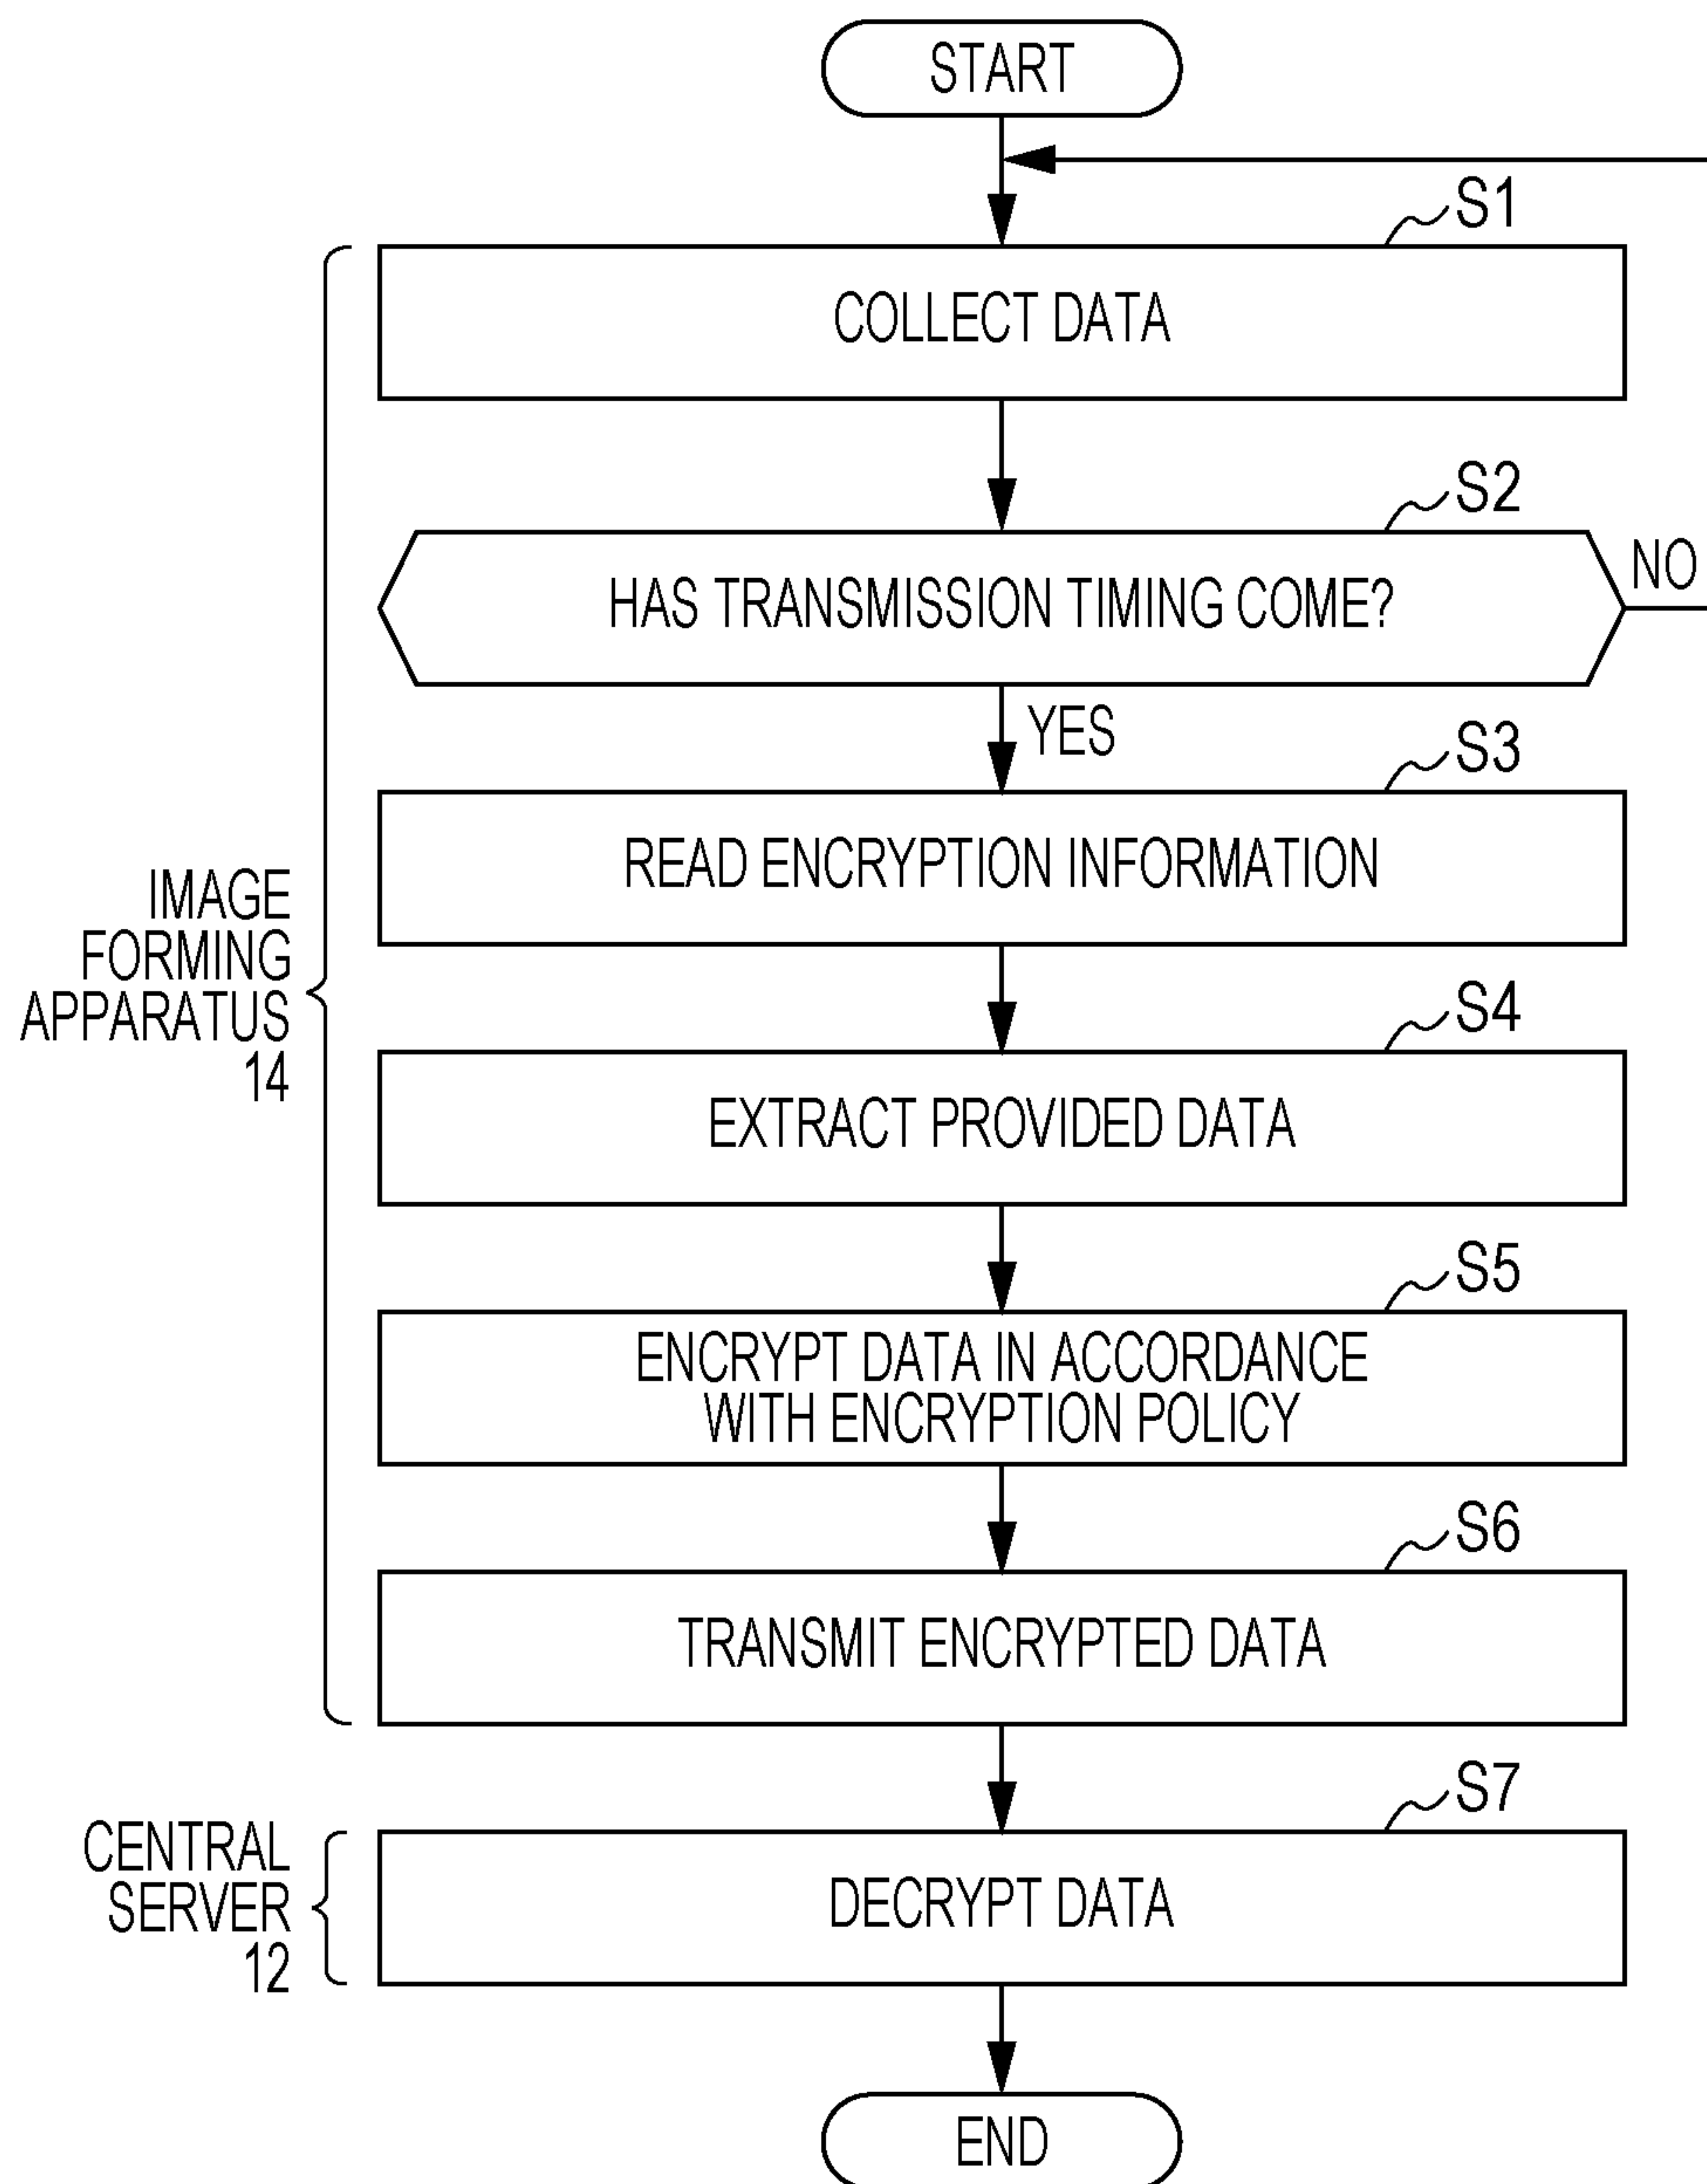 START
S1
COLLECT DATA
S2
HAS TRANSMISSION TIMING COME?
NO
YES
S3
READ ENCRYPTION INFORMATION
IMAGE
FORMING
APPARATUS
14
S4
EXTRACT PROVIDED DATA
S5
ENCRYPT DATA IN ACCORDANCE
WITH ENCRYPTION POLICY
S6
TRANSMIT ENCRYPTED DATA
S7
CENTRAL
SERVER
12
DECRYPT DATA
END